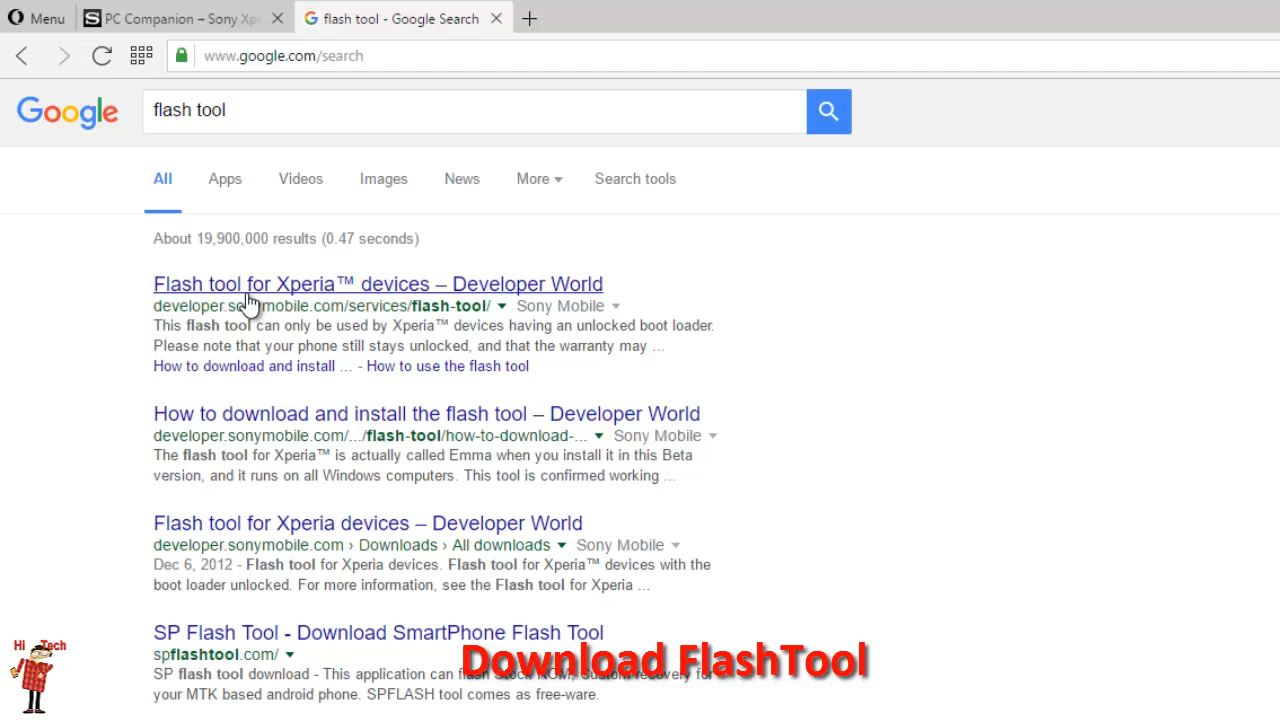 Menu
PC Companion – Sony Xpe
flash tool - Google Search
www.google.com/search
Google
flash tool
All Apps Videos Images News More Search tools
About 19,900,000 results (0.47 seconds)
Flash tool for Xperia™ devices – Developer World
developer.sonymobile.com/services/flash-tool/ Sony Mobile
This flash tool can only be used by Xperia™ devices having an unlocked boot loader.
Please note that your phone still stays unlocked, and that the warranty may ...
How to download and install ... - How to use the flash tool
How to download and install the flash tool – Developer World
developer.sonymobile.com/.../flash-tool/how-to-download-... Sony Mobile
The flash tool for Xperia™ is actually called Emma when you install it in this Beta
version, and it runs on all Windows computers. This tool is confirmed working ...
Flash tool for Xperia devices – Developer World
developer.sonymobile.com › Downloads › All downloads Sony Mobile
Dec 6, 2012 - Flash tool for Xperia devices. Flash tool for Xperia™ devices with the
boot loader unlocked. For more information, see the Flash tool for Xperia ...
SP Flash Tool - Download SmartPhone Flash Tool
spflashtool.com/
SP flash tool download - This application can flash Stock ROM, Custom recovery for
your MTK based android phone. SPFLASH tool comes as free-ware.
Download FlashTool
Hi Tech